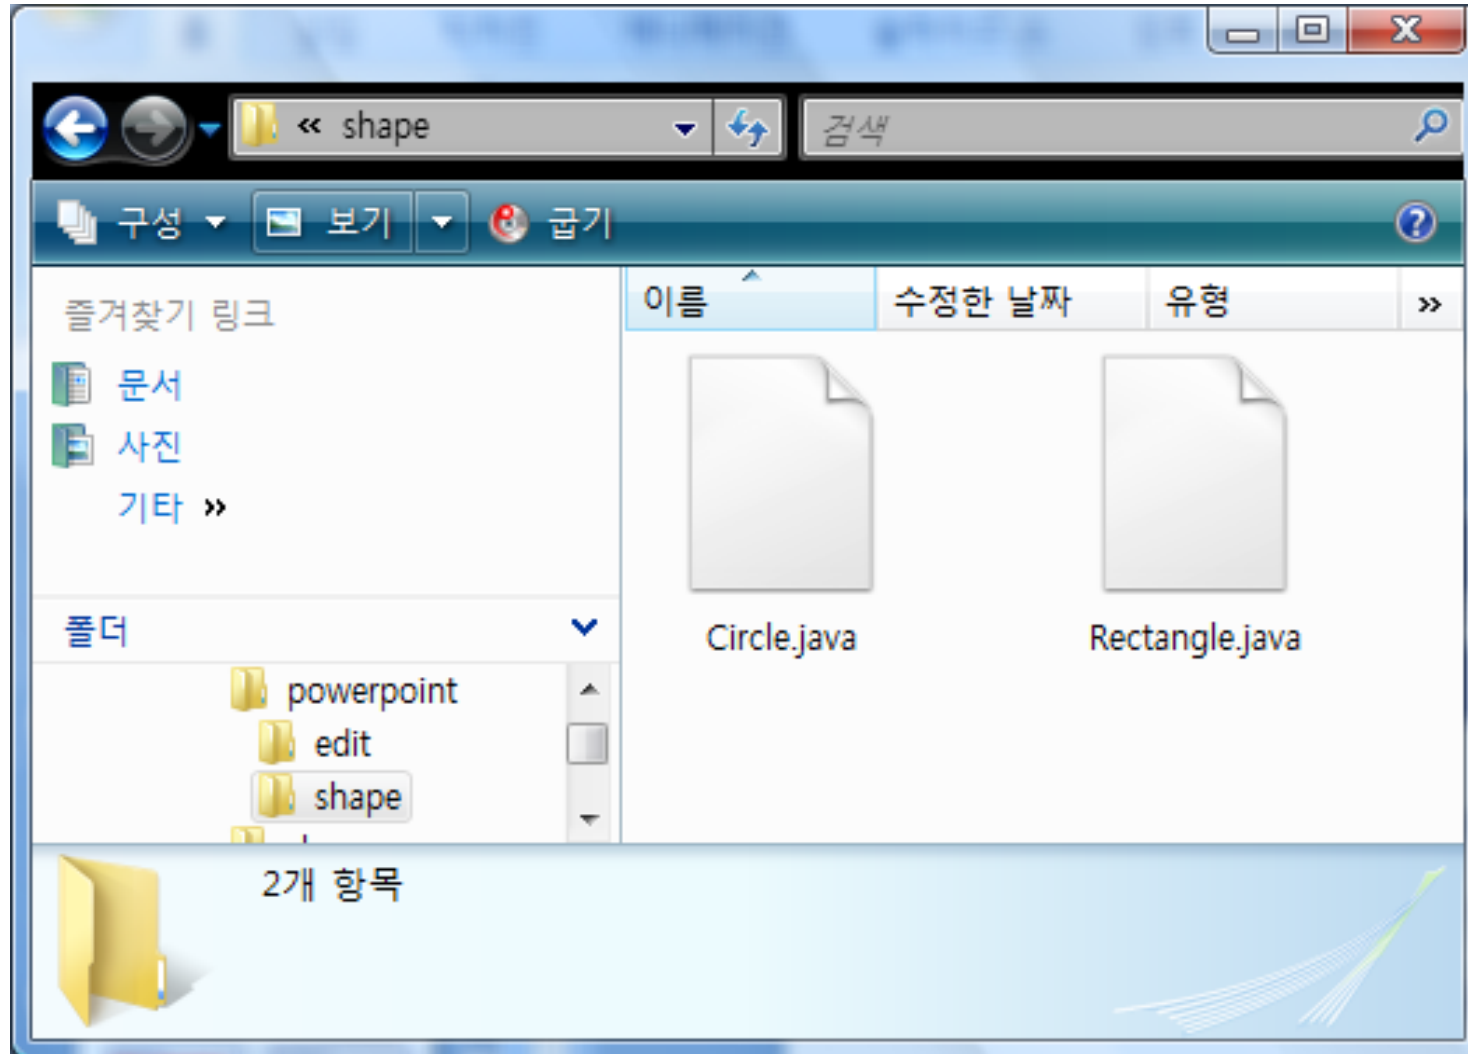 « shape
검색
구성 보기 굽기
즐겨찾기 링크
문서
사진
기타 »
폴더
powerpoint
edit
shape
이름 수정한 날짜 유형 »
Circle.java Rectangle.java
2개 항목